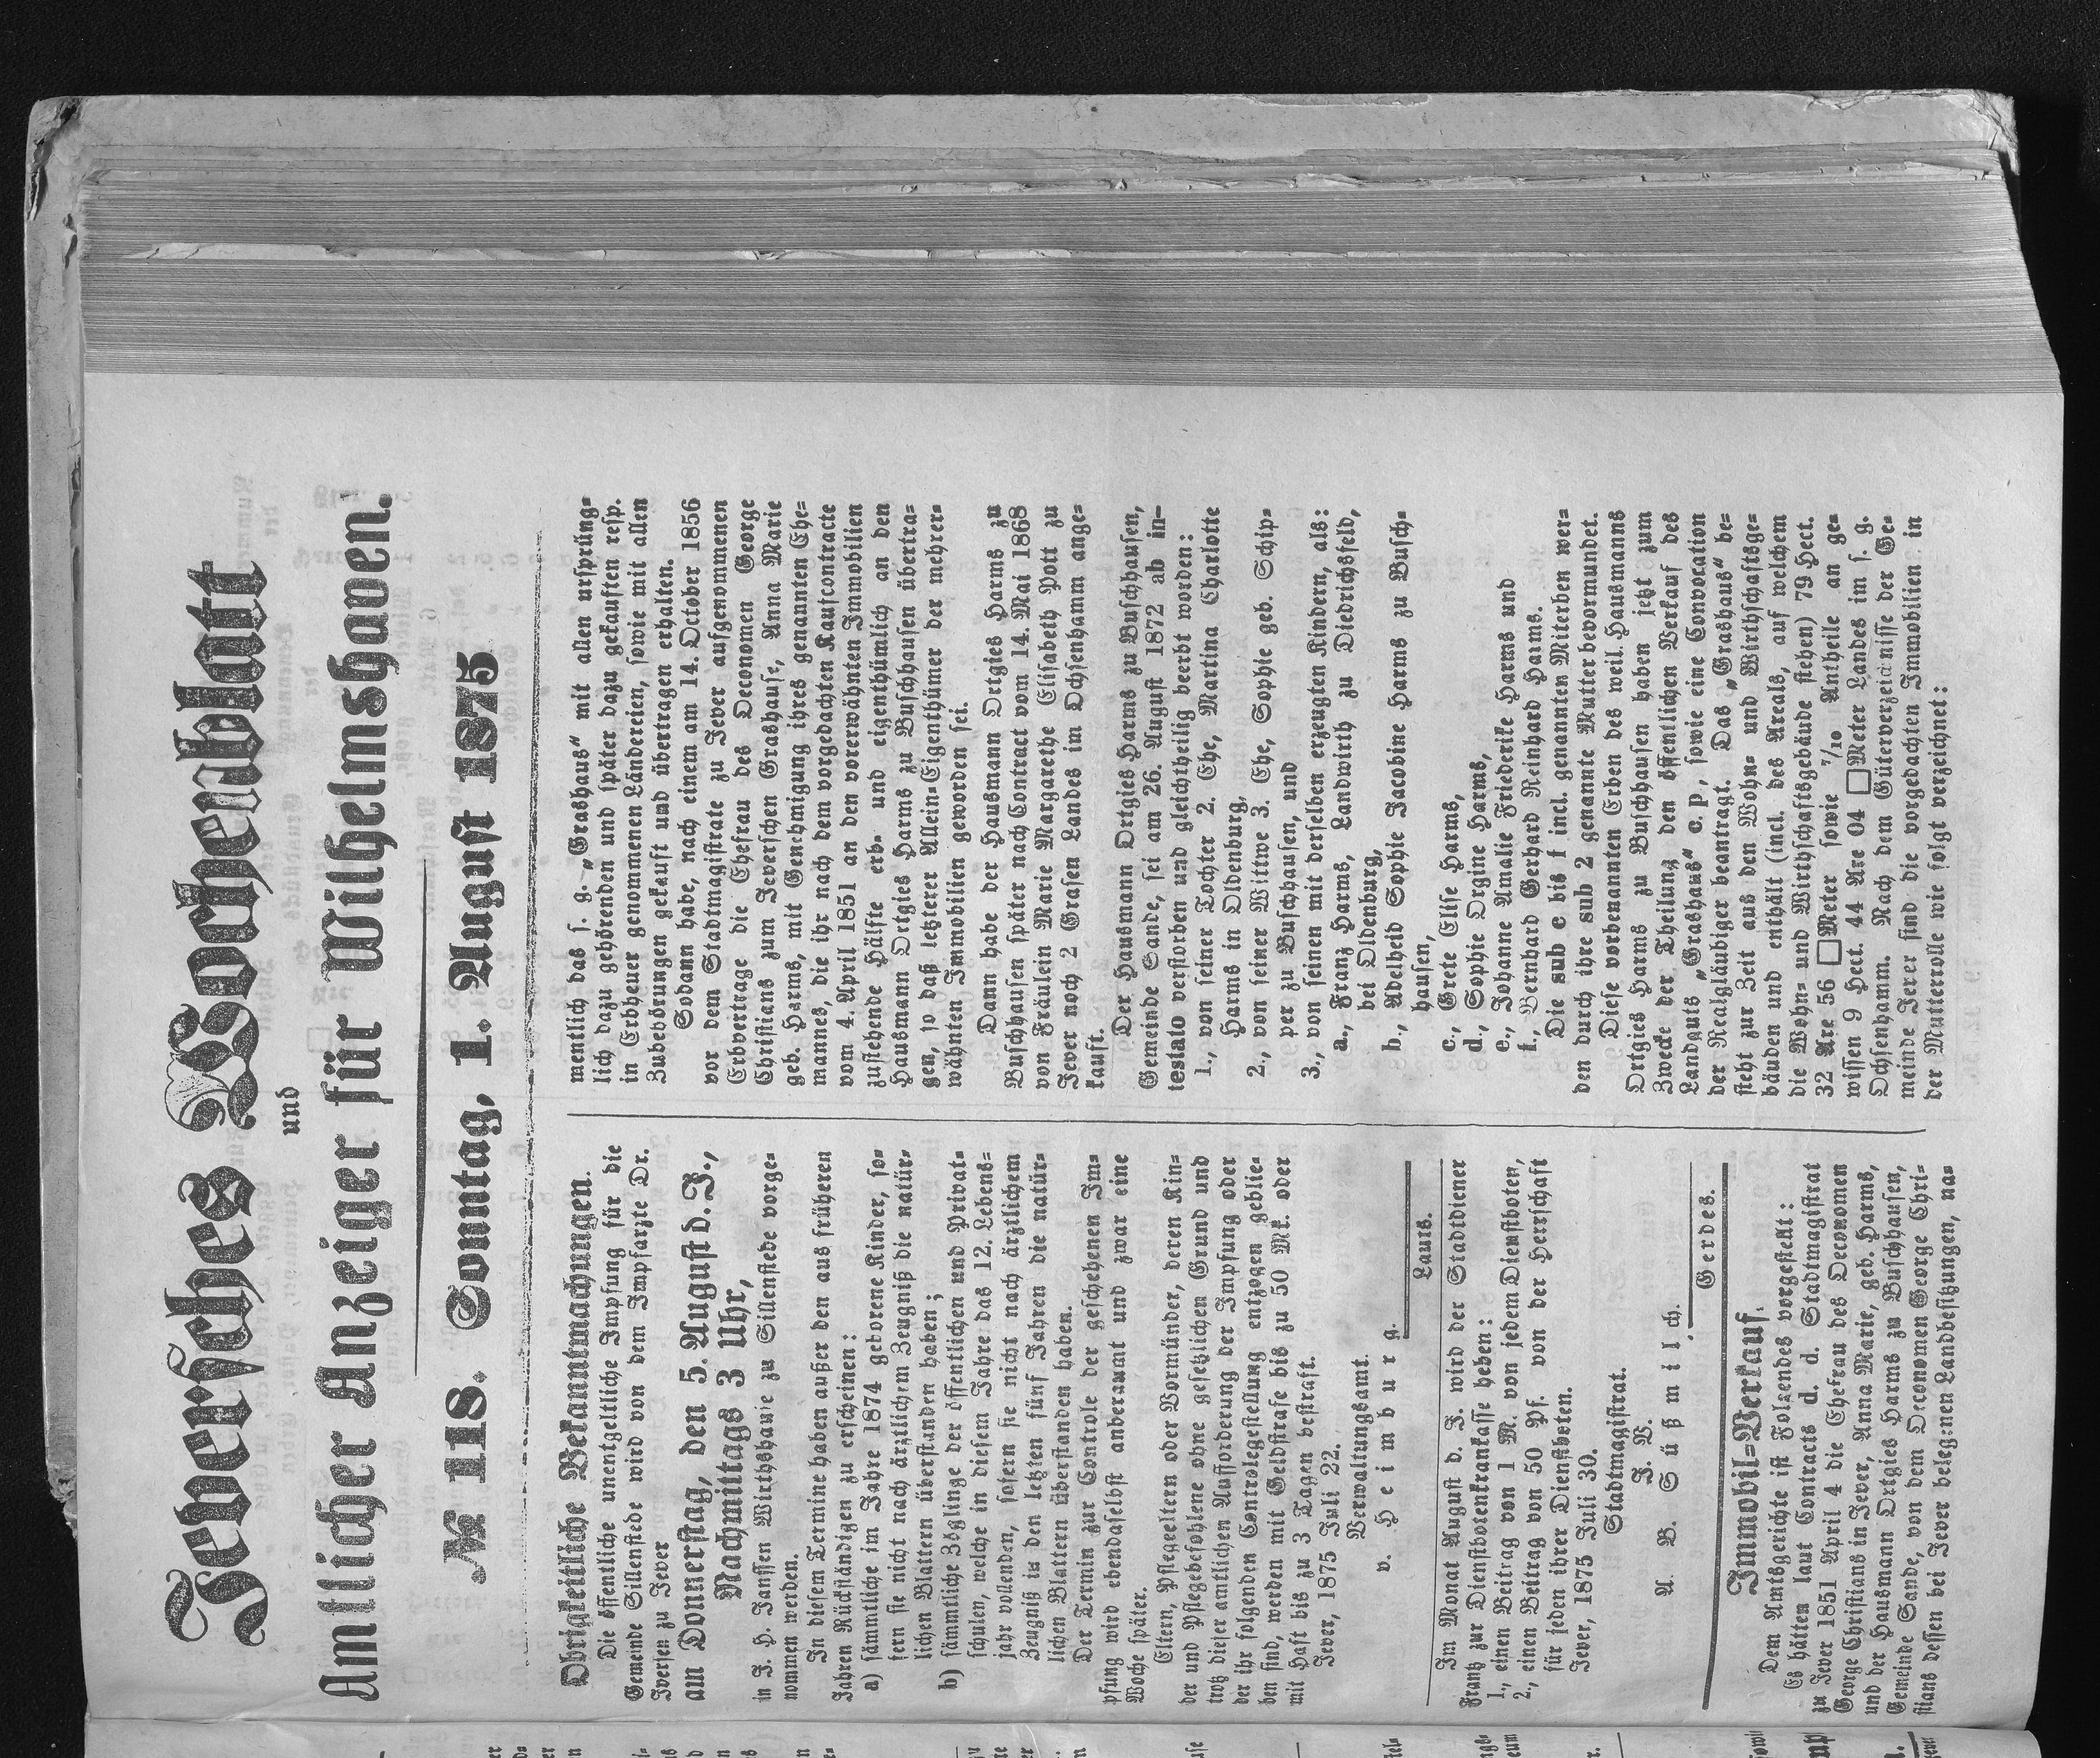 Jeversches Wochenblatt
und
Amtlicher Anzeiger für Wilhelmshaven.
№ 118. Sonntag, 1. August 1875
Obrigkeitliche Bekanntmachungen.
Die öffentliche unentgeltliche Impfung für die
Gemeinde Sillenstede wird von dem Impfarzte Dr.
Iversen zu Jever
am Donnerstag, den 5. August d. J.,
Nachmittags 3 Uhr,
in J. H. Janssen Wirthshause zu Sillenstede vorge-
nommen werden.
In diesem Termine haben außer den aus früheren
Jahren Rückständigen zu erscheinen:
a) sämmtliche im Jahre 1874 geborene Kinder, so-
fern sie nicht nach ärztlichem Zeugniß die natür-
lichen Blattern überstanden haben;
b) sämmtliche Zöglinge der öffentlichen und Privat-
schulen, welche in diesem Jahre das 12. Lebens-
jahr vollenden, sofern sie nicht nach ärztlichem
Zeugniß in den letzten fünf Jahren die natür-
lichen Blattern überstanden haben.
Der Termin zur Controle der geschehenen Im-
pfung wird ebendaselbst anberaumt und zwar eine
Woche später.
Eltern, Pflegeeltern oder Vormünder, deren Kin-
der und Pflegebefohlene ohne gesetzlichen Grund und
trotz dieser amtlichen Aufforderung der Impfung oder
der ihr folgenden Controlegestellung entzogen geblie-
ben sind, werden mit Geldstrafe bis zu 50 Mk. oder
mit Haft bis zu 3 Tagen bestraft.
Jever, 1875 Juli 22.
Verwaltungsamt.
v. Heimburg.
Lauts.
Im Monat August d. J. wird der Stadtdiener
Frantz zur Dienstbotenkrankasse heben:
1., einen Beitrag von 1 M. von jedem Dienstboten,
2., einen Beitrag von 50 Pf. von der Herrschaft
für jeden ihrer Dienstboten.
Jever, 1875 Juli 30.
Stadtmagistrat.
J. V.
A. B. Süßmilch.
Gerdes.
Immobil-Verkauf.
Dem Amtsgerichte ist Folgendes vorgestellt:
Es hätten laut Contracts d. d. Stadtmagistrat
zu Jever 1851 April 4 die Ehefrau des Deconomen
George Christians in Jever, Anna Marie, geb. Harms,
und der Hausmann Ortgies Harms zu Buschhausen,
Gemeinde Sande, von dem Deconomen George Chri-
stians dessen bei Jever belegenen Landbesitzungen, na-
mentlich das s. g. „Grashaus“ mit allen ursprüng-
lich dazu gehörenden und später dazu gekauften resp.
in Erbheuer genommenen Ländereien, sowie mit allen
Zubehörungen gekauft und übertragen erhalten.
Sodann habe, nach einem am 14. October 1856
vor dem Stadtmagistrate zu Jever aufgenommenen
Erbvertrage die Ehefrau des Deconomen George
Christians zum Jeverschen Grashause, Anna Marie
geb. Harms, mit Genehmigung ihres genannten Ehe-
mannes, die ihr nach dem vorgedachten Kaufcontracte
vom 4. April 1851 an den vorerwähnten Immobilien
zustehende Hälfte erb- und eigenthümlich an den
Hausmann Ortgies Harms zu Buschhausen übertra-
gen, so daß letzterer Allein-Eigenthümer der mehrer-
wähnten Immobilien geworden sei.
Dann habe der Hausmann Ortgies Harms zu
Buschhausen später nach Contract vom 14. Mai 1868
von Fräulein Marie Margarethe Elisabeth Pott zu
Jever noch 2 Grasen Landes im Ochsenhamm ange-
kauft.
Der Hausmann Ortgies Harms zu Buschhausen,
Gemeinde Sande, sei am 26. August 1872 ab in-
testato verstorben und gleichtheilig beerbt worden:
1., von seiner Tochter 2. Ehe, Martina Charlotte
Harms in Oldenburg,
2., von seiner Wittwe 3. Ehe, Sophie geb. Schip-
per zu Buschhausen, und
3., von seinen mit derselben erzeugten Kindern, als:
a., Franz Harms, Landwirth zu Diedrichsfeld,
bei Oldenburg,
b., Adelheid Sophie Jacobine Harms zu Busch-
hausen,
c., Grete Elise Harms,
d., Sophie Orgine Harms,
e., Johanne Amalie Friederike Harms und
f., Bernhard Gerhard Reinhard Harms.
Die sub c bis f incl. genannten Miterben wer-
den durch ihre sub 2 genannte Mutter bevormundet.
Diese vorbenannten Erben des weil. Hausmanns
Ortgies Harms zu Buschhausen haben jetzt zum
Zwecke der Theilung den öffentlichen Verkauf des
Landguts „Grashaus“ c. p., sowie eine Convocation
der Realgläubiger beantragt. Das „Grashaus“ be-
steht zur Zeit aus den Wohn- und Wirthschaftsge-
bäuden und enthält (incl. des Areals, auf welchem
die Wohn- und Wirthschaftsgebäude stehen) 79 Hect.
32 Are 56 □Meter sowie 7/10 Antheile an ge-
wissen 9 Hect. 44 Are 04 □Meter Landes im s. g.
Ochsenhamm. Nach dem Güterverzeichnisse der Ge-
meinde Jever sind die vorgedachten Immobilien in
der Mutterrolle wie folgt verzeichnet: